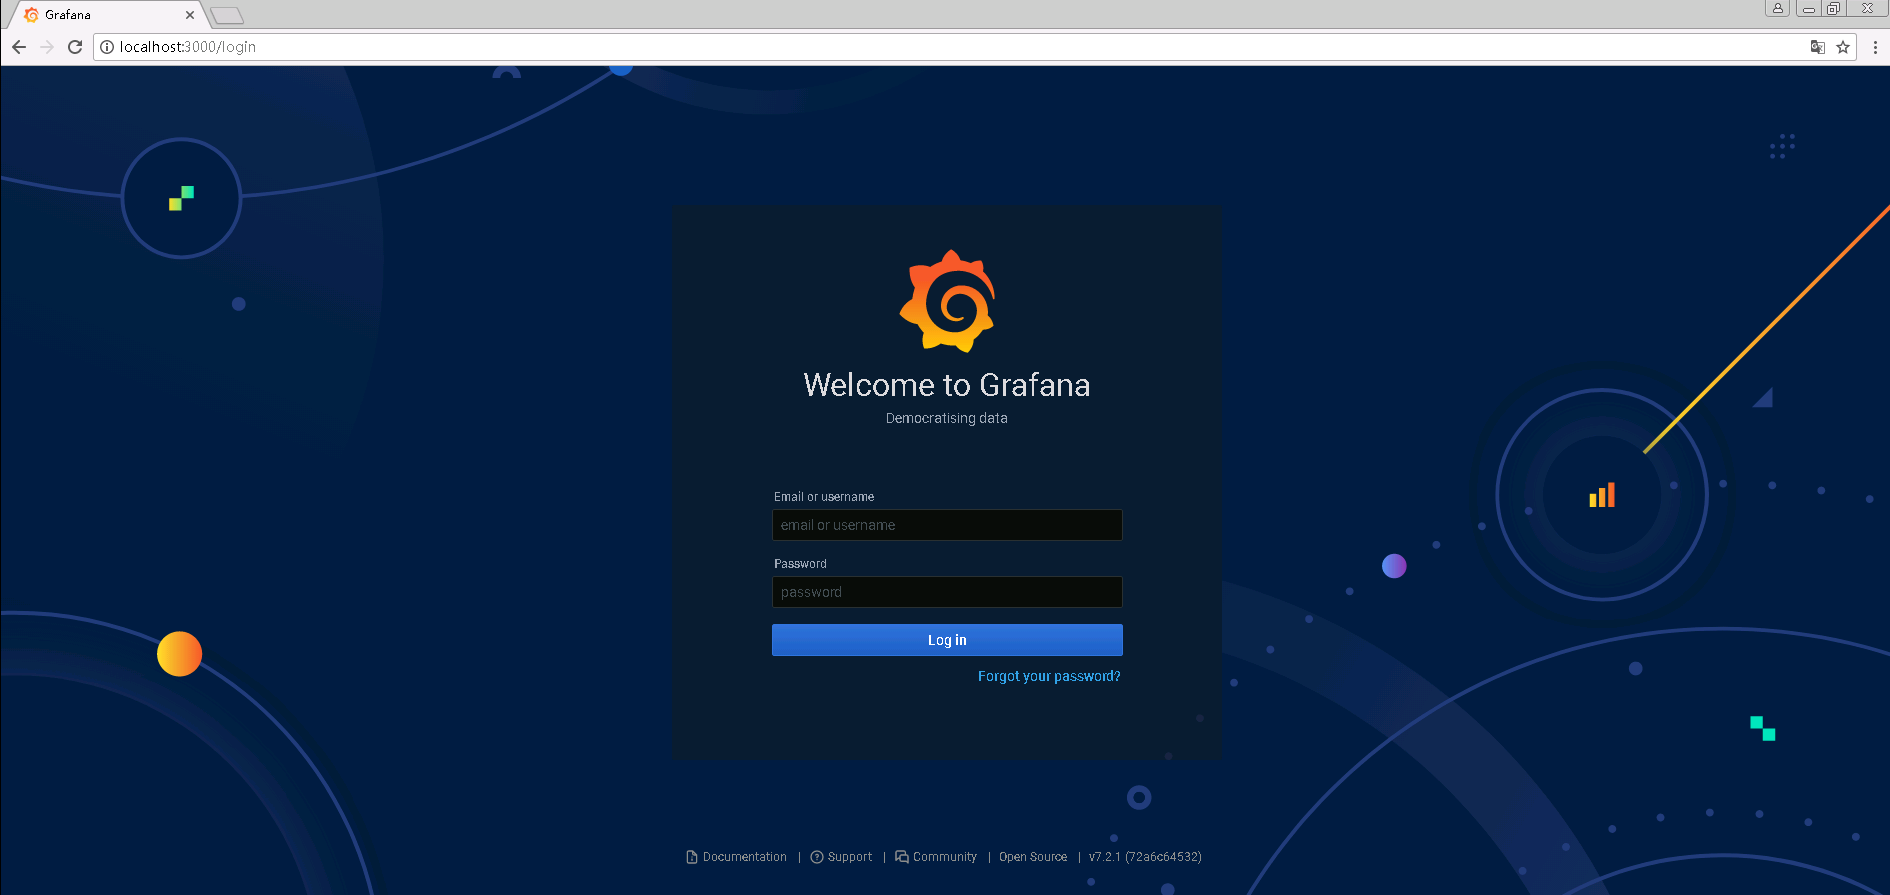 Grafana
localhost:3000/login
Welcome to Grafana
Democratising data
Email or username
email or username
Password
password
Log in
Forgot your password?
Documentation | Support | Community | Open Source | v7.2.1 (72a6c64532)